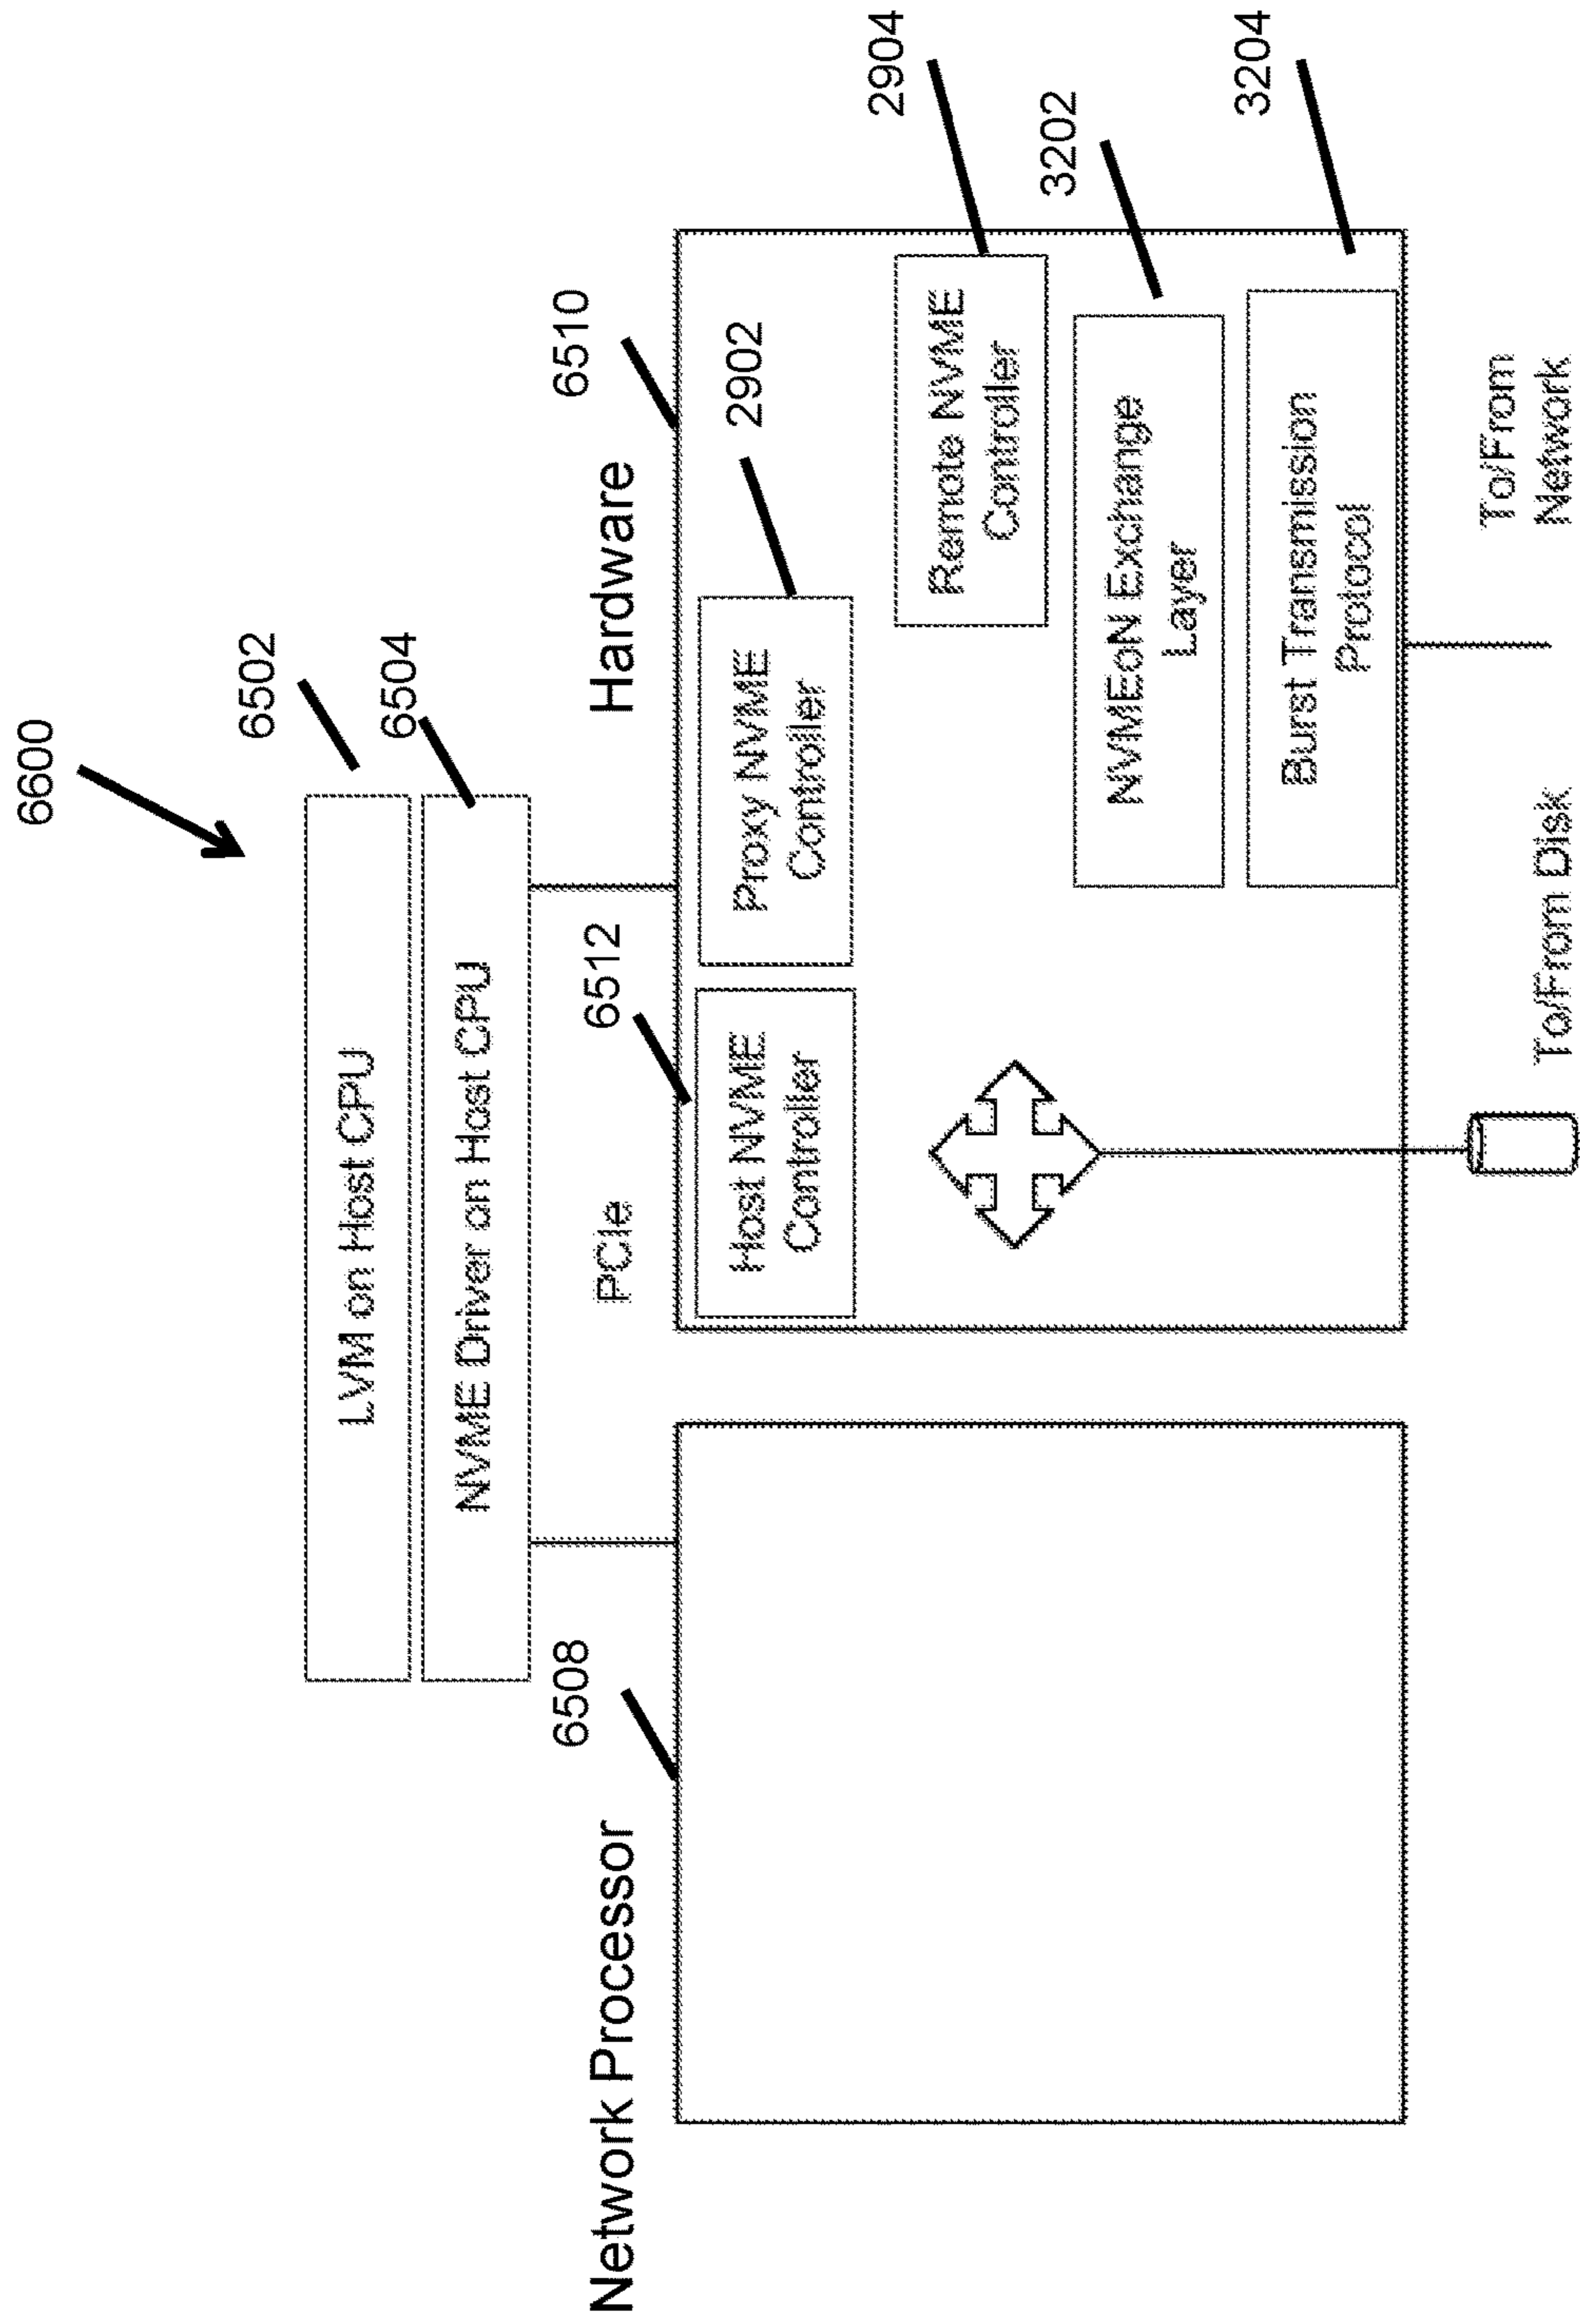 6600
6502
LVM on Host CPU
6504
NVME Driver on Host CPU
PCIe
6508
Network Processor
6510
Hardware
6512
Host NVME
Controller
2902
Proxy NVME
Controller
2904
Remote NVME
Controller
3202
NVMEoN Exchange
Layer
3204
Burst Transmission
Protocol
To/From Disk
To/From
Network